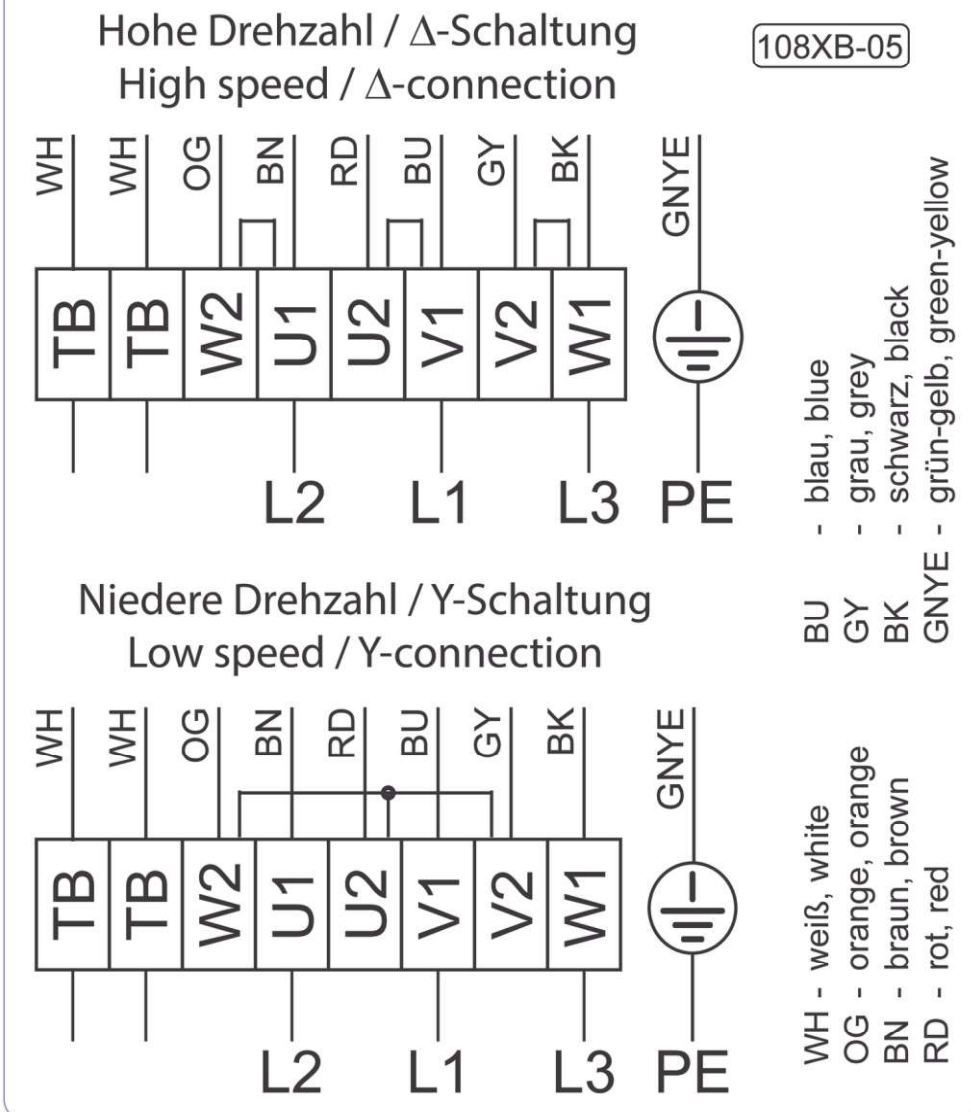 Hohe Drehzahl / Δ-Schaltung
High speed / Δ-connection
108XB-05
WH WH OG BN RD BU GY BK GNYE
TB TB W2 U1 U2 V1 V2 W1
L2 L1 L3 PE
Niedere Drehzahl / Y-Schaltung
Low speed / Y-connection
WH WH OG BN RD BU GY BK GNYE
TB TB W2 U1 U2 V1 V2 W1
L2 L1 L3 PE
WH - weiß, white
OG - orange, orange
BN - braun, brown
RD - rot, red
BU - blau, blue
GY - grau, grey
BK - schwarz, black
GNYE - grün-gelb, green-yellow